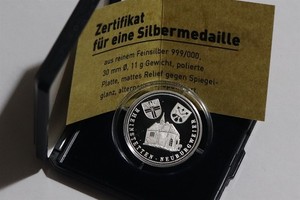 Zertifikat
für eine Silbermedaille
aus reinem Feinsilber 999/000,
30 mm Ø, 11 g Gewicht, polierte
Platte, mattes Relief gegen Spiegel-
glanz,